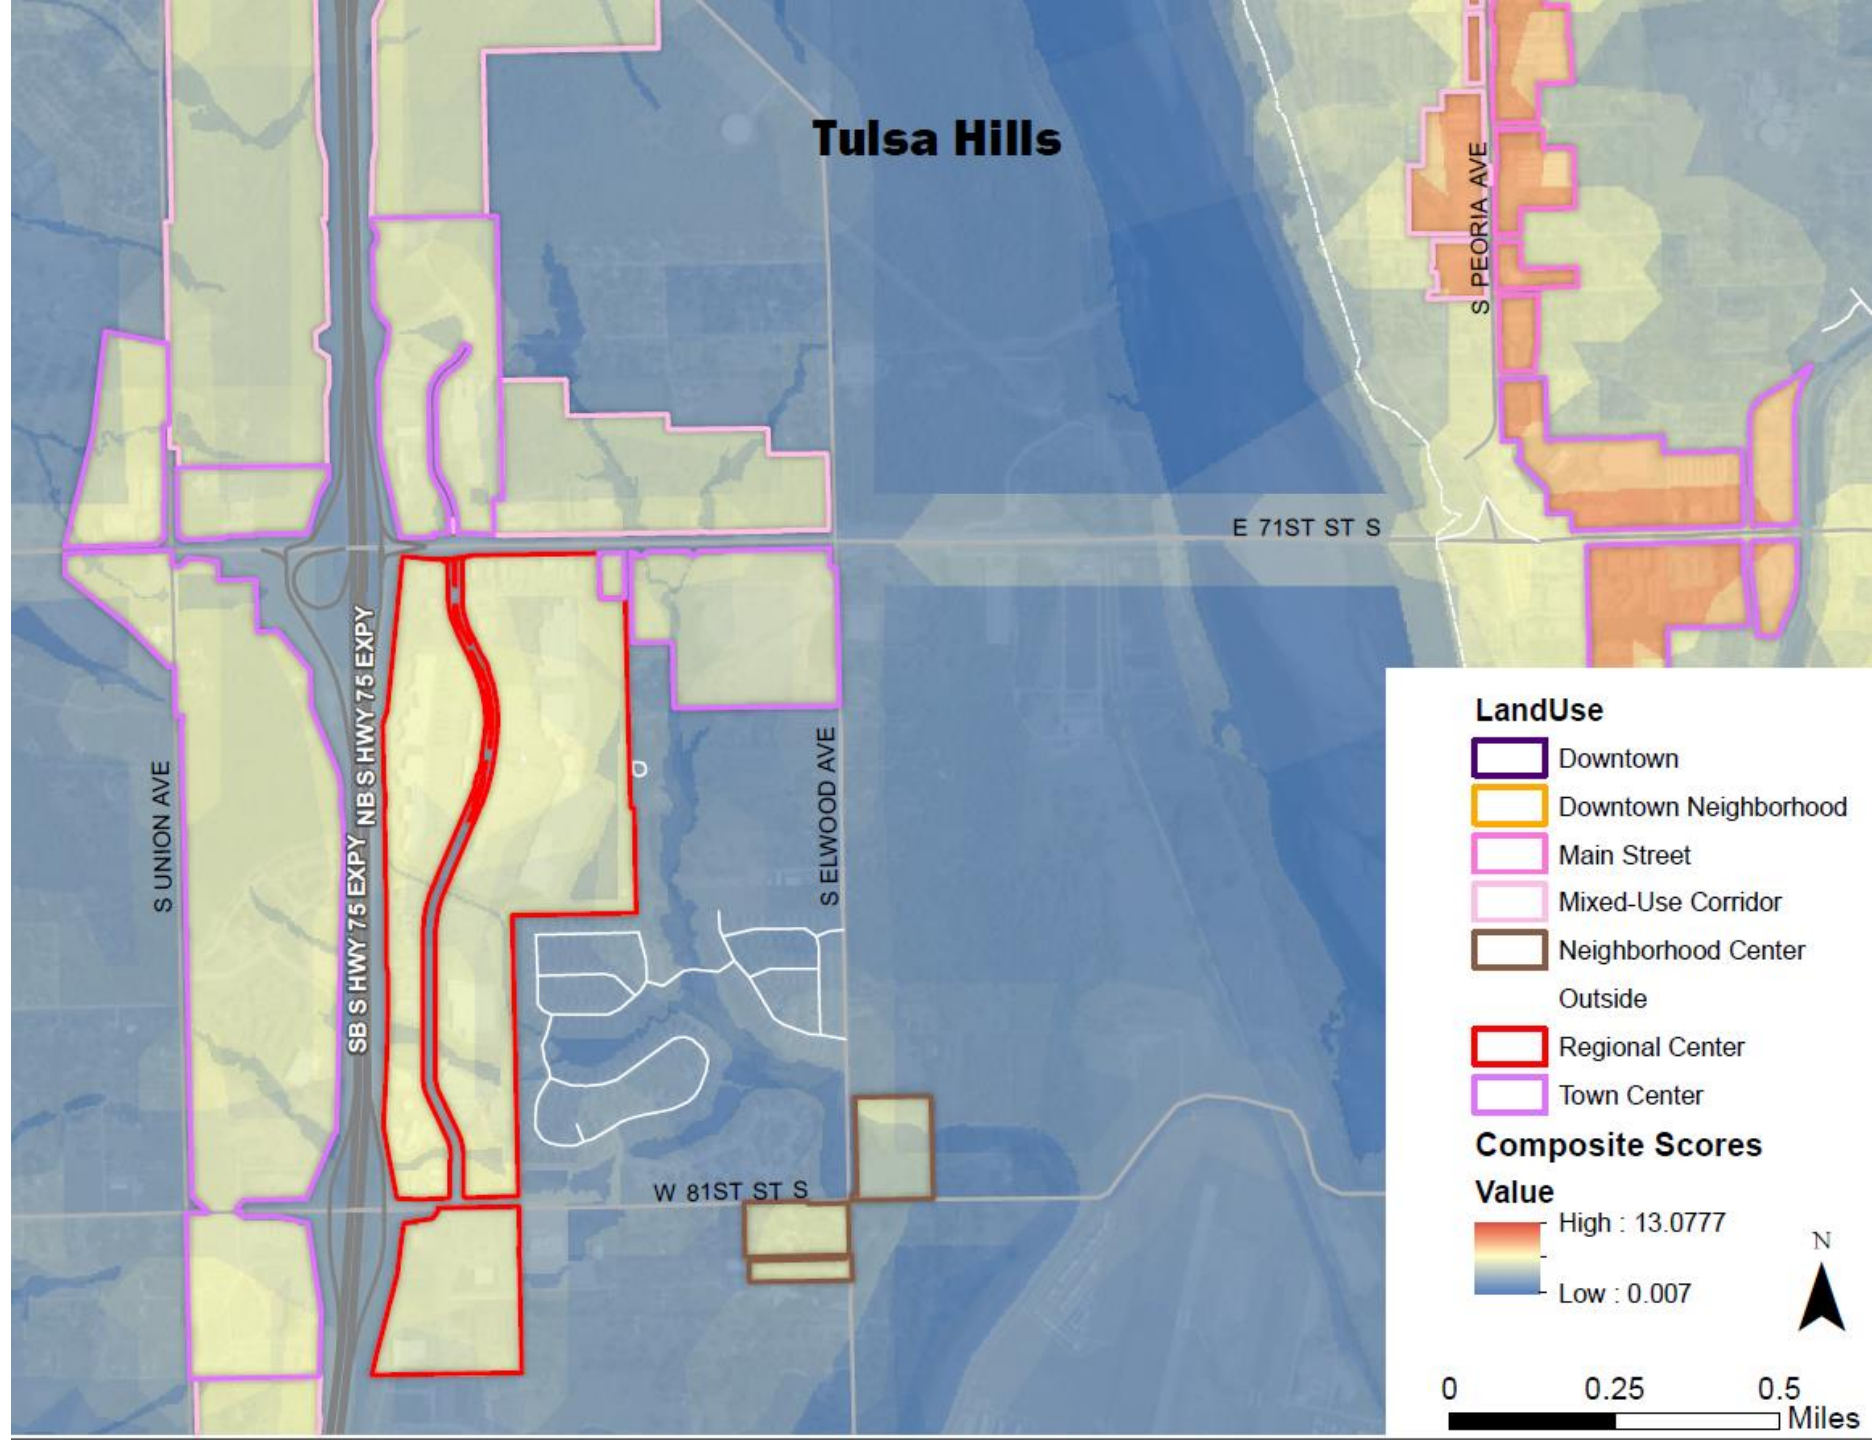 Tulsa Hills
S PEORIA AVE
E 71ST ST S
NB S HWY 75 EXPY
SB S HWY 75 EXPY
S UNION AVE
S ELWOOD AVE
W 81ST ST S
LandUse
Downtown
Downtown Neighborhood
Main Street
Mixed-Use Corridor
Neighborhood Center
Outside
Regional Center
Town Center
Composite Scores
Value
High : 13.0777
Low : 0.007
N
0 0.25 0.5
Miles